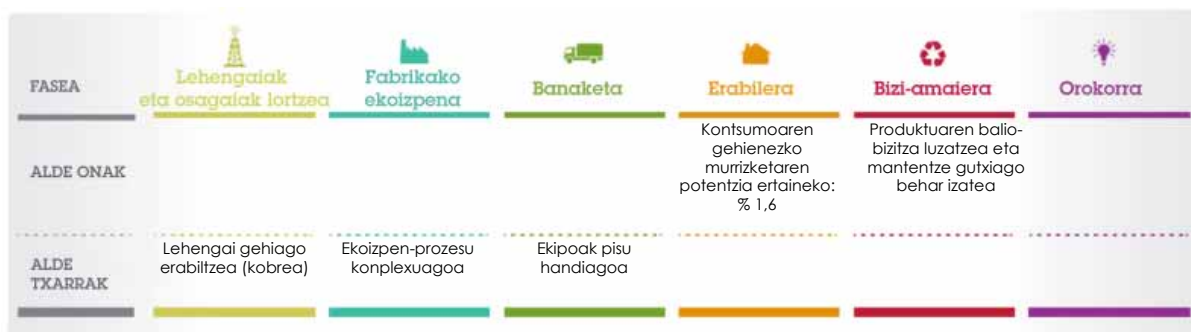 FASEA
Lehengaiak
eta osagaiak lortzea
Fabrikako
ekoizpena
Banaketa
Erabilera
Bizi-amaiera
Orokorra
ALDE ONAK
Kontsumoaren
gehienezko
murrizketaren
potentzia ertaineko:
% 1,6
Produktuaren balio-
bizitza luzatzea eta
mantentze gutxiago
behar izatea
ALDE
TXARRAK
Lehengai gehiago
erabiltzea (kobrea)
Ekoizpen-prozesu
konplexuagoa
Ekipoak pisu
handiagoa